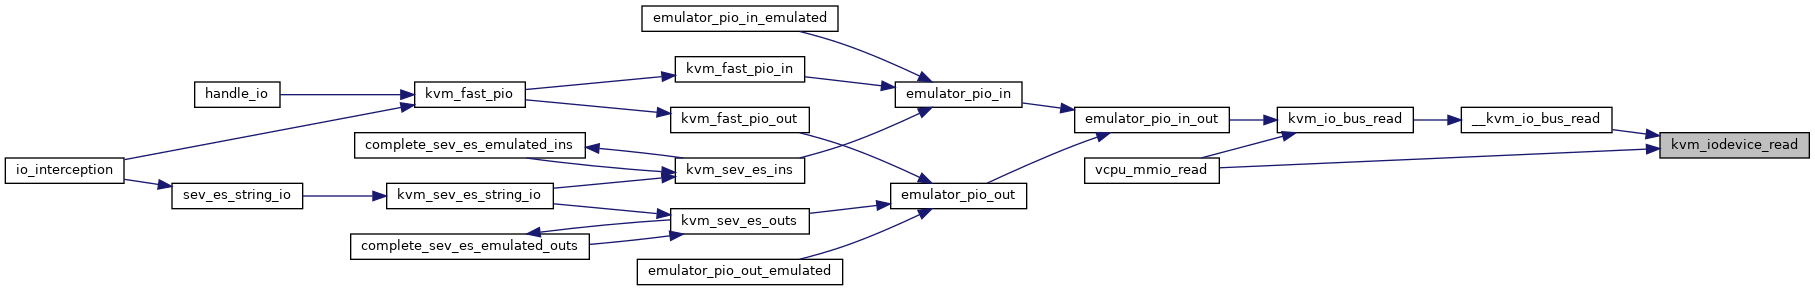 emulator_pio_in_emulated
kvm_fast_pio_in
handle_io
kvm_fast_pio
emulator_pio_in
kvm_fast_pio_out
emulator_pio_in_out
kvm_io_bus_read
__kvm_io_bus_read
complete_sev_es_emulated_ins
kvm_iodevice_read
io_interception
kvm_sev_es_ins
vcpu_mmio_read
sev_es_string_io
kvm_sev_es_string_io
emulator_pio_out
kvm_sev_es_outs
complete_sev_es_emulated_outs
emulator_pio_out_emulated